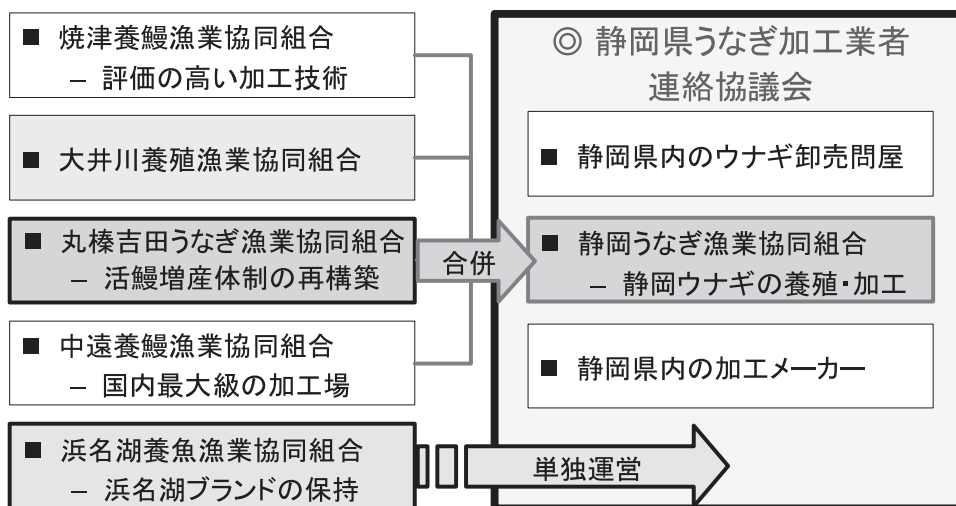 ■ 焼津養鰻漁業協同組合
– 評価の高い加工技術
■ 大井川養殖漁業協同組合
■ 丸榛吉田うなぎ漁業協同組合
– 活鰻増産体制の再構築
■ 中遠養鰻漁業協同組合
– 国内最大級の加工場
■ 浜名湖養魚漁業協同組合
– 浜名湖ブランドの保持
合併
単独運営
◎ 静岡県うなぎ加工業者
連絡協議会
■ 静岡県内のウナギ卸売問屋
■ 静岡うなぎ漁業協同組合
– 静岡ウナギの養殖・加工
■ 静岡県内の加工メーカー